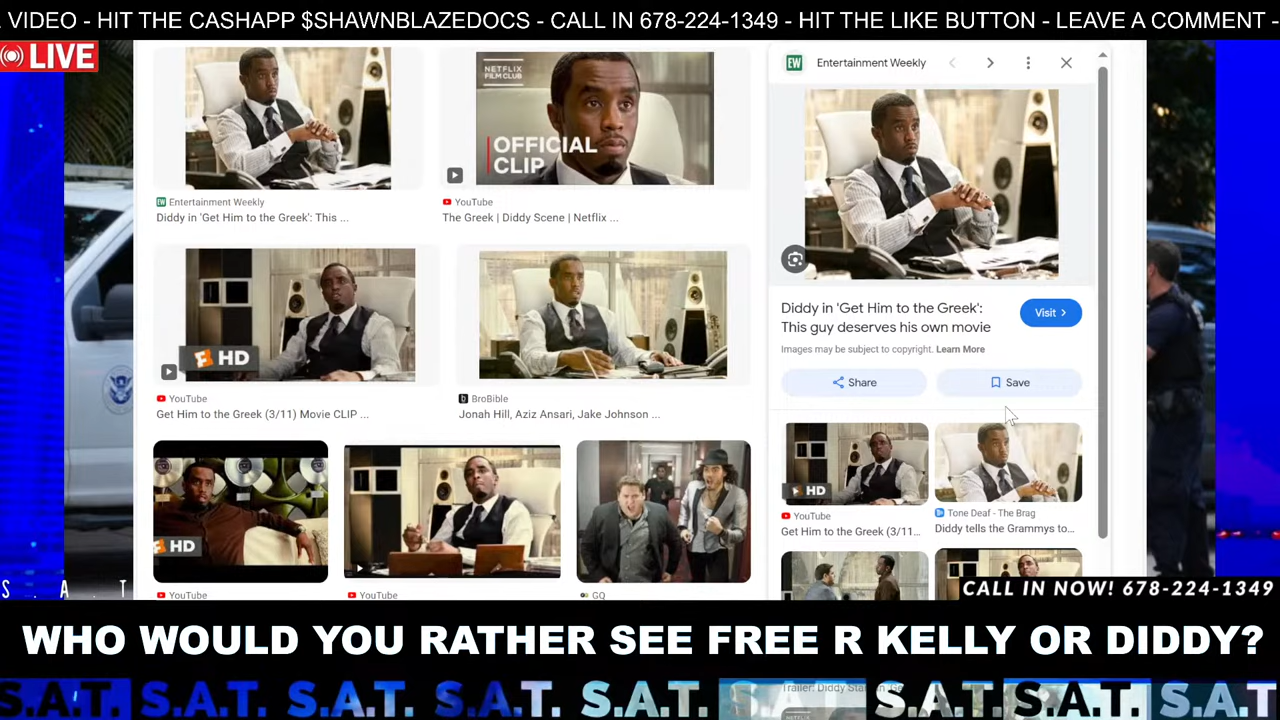 VIDEO - HIT THE CASHAPP $SHAWNBLAZEDOCS - CALL IN 678-224-1349 - HIT THE LIKE BUTTON - LEAVE A COMMENT -
LIVE
NETFLIX
FILM CLUB
OFFICIAL
CLIP
Entertainment Weekly
Diddy in 'Get Him to the Greek': This ...
YouTube
The Greek | Diddy Scene | Netflix ...
HD
YouTube
Get Him to the Greek (3/11) Movie CLIP ...
BroBible
Jonah Hill, Aziz Ansari, Jake Johnson ...
HD
YouTube
YouTube
GQ
EW
Entertainment Weekly
Diddy in 'Get Him to the Greek':
This guy deserves his own movie
Visit
Images may be subject to copyright. Learn More
Share
Save
HD
YouTube
Get Him to the Greek (3/11...
Tone Deaf - The Brag
Diddy tells the Grammys to...
S . A . T
CALL IN NOW! 678-224-1349
WHO WOULD YOU RATHER SEE FREE R KELLY OR DIDDY?
S.A.T. S.A.T. S.A.T. S.A.T. S.A.T. S.A.T. S.A.T. S.A.T. S.A.T